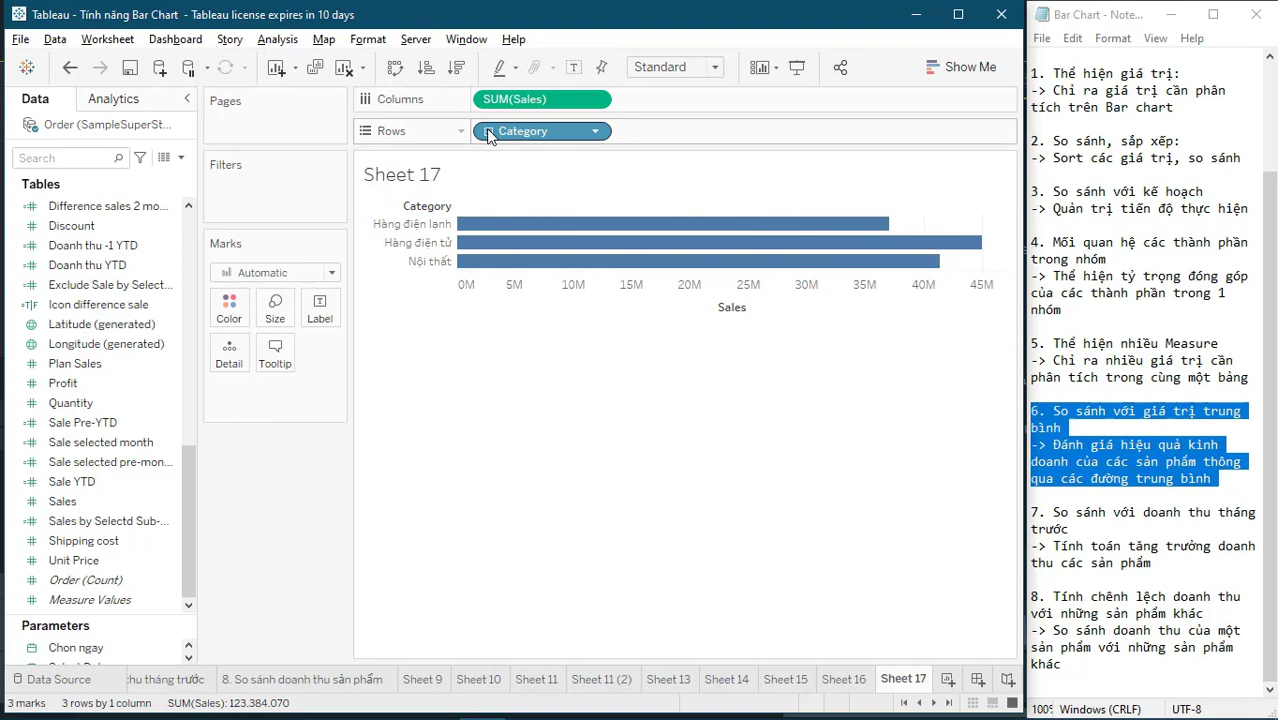 Tableau - Tính năng Bar Chart - Tableau license expires in 10 days
File Data Worksheet Dashboard Story Analysis Format Server Window Help
Standard
Show Me
Data Analytics
Order (SampleSuperSt...
Search
Tables
Difference sales 2 mo...
Discount
Doanh thu -1 YTD
Doanh thu YTD
Exclude Sale by Select...
Icon difference sale
Latitude (generated)
Longitude (generated)
Plan Sales
Profit
Quantity
Sale Pre-YTD
Sale selected month
Sale selected pre-mon...
Sale YTD
Sales
Sales by Selectd Sub-...
Shipping cost
Unit Price
Order (Count)
Measure Values
Parameters
Chon ngay
Pages
Filters
Marks
Automatic
Color Size Label
Detail Tooltip
Columns SUM(Sales)
Rows Category
Sheet 17
Category
Hàng điện lạnh
Hàng điện tử
Nội thất
0M 5M 10M 15M 20M 25M 30M 35M 40M 45M
Sales
Data Source thu tháng trước 8. So sánh doanh thu sản phẩm Sheet 9 Sheet 10 Sheet 11 Sheet 11 (2) Sheet 13 Sheet 14 Sheet 15 Sheet 16 Sheet 17
3 marks 3 rows by 1 column SUM(Sales): 123.384.070
Bar Chart - Note...
File Edit Format View Help
1. Thể hiện giá trị:
-> Chỉ ra giá trị cần phân
tích trên Bar chart
2. So sánh, sắp xếp:
-> Sort các giá trị, so sánh
3. So sánh với kế hoạch
-> Quản trị tiến độ thực hiện
4. Mối quan hệ các thành phần
trong nhóm
-> Thể hiện tỷ trọng đóng góp
của các thành phần trong 1
nhóm
5. Thể hiện nhiều Measure
-> Chỉ ra nhiều giá trị cần
phân tích trong cùng một bảng
6. So sánh với giá trị trung
bình
-> Đánh giá hiệu quả kinh
doanh của các sản phẩm thông
qua các đường trung bình
7. So sánh với doanh thu tháng
trước
-> Tính toán tăng trưởng doanh
thu các sản phẩm
8. Tính chênh lệch doanh thu
với những sản phẩm khác
-> So sánh doanh thu của một
sản phẩm với những sản phẩm
khác
Windows (CRLF) UTF-8